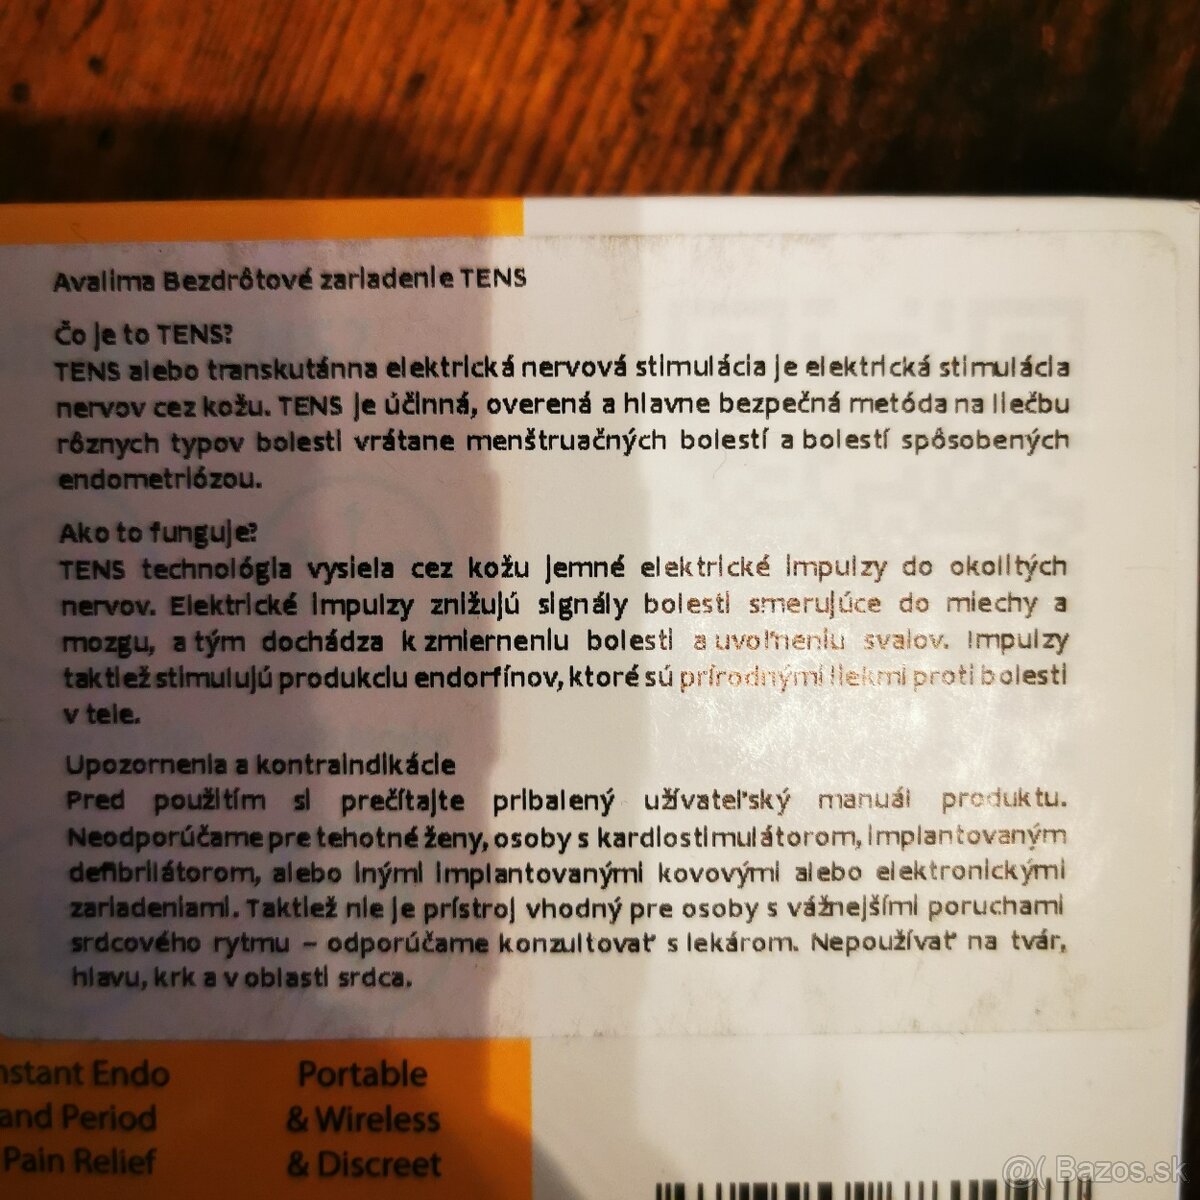 Avalima Bezdrôtové zariadenie TENS
Čo je to TENS?
TENS alebo transkutánna elektrická nervová stimulácia je elektrická stimulácia
nervov cez kožu. TENS je účinná, overená a hlavne bezpečná metóda na liečbu
rôznych typov bolesti vrátane menštruačných bolestí a bolestí spôsobených
endometriózou.
Ako to funguje?
TENS technológia vysiela cez kožu jemné elektrické impulzy do okolitých
nervov. Elektrické impulzy znižujú signály bolesti smerujúce do miechy a
mozgu, a tým dochádza k zmierneniu bolesti a uvoľneniu svalov. Impulzy
taktiež stimulujú produkciu endorfínov, ktoré sú prírodnými liekmi proti bolesti
v tele.
Upozornenia a kontraindikácie
Pred použitím si prečítajte pribalený užívateľský manuál produktu.
Neodporúčame pre tehotné ženy, osoby s kardiostimulátorom, implantovaným
defibrilátorom, alebo inými implantovanými kovovými alebo elektronickými
zariadeniami. Taktiež nie je prístroj vhodný pre osoby s vážnejšími poruchami
srdcového rytmu – odporúčame konzultovať s lekárom. Nepoužívať na tvár,
hlavu, krk a v oblasti srdca.
nstant Endo
and Period
Pain Relief
Portable
& Wireless
& Discreet
@( Bazos.sk